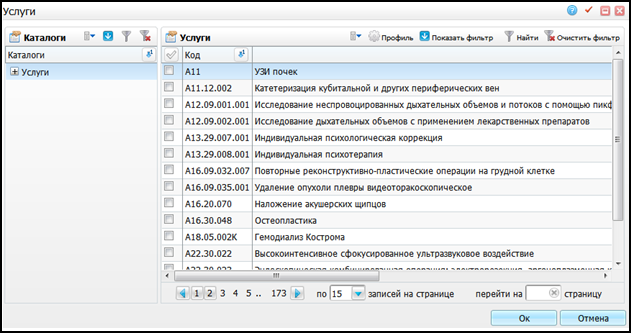 Услуги
Каталоги
Каталоги
Услуги
Услуги
Профиль Показать фильтр Найти Очистить фильтр
Код
A11 УЗИ почек
A11.12.002 Катетеризация кубитальной и других периферических вен
A12.09.001.001 Исследование неспровоцированных дыхательных объемов и потоков с помощью пикф
A12.09.002.001 Исследование дыхательных объемов с применением лекарственных препаратов
A13.29.007.001 Индивидуальная психологическая коррекция
A13.29.008.001 Индивидуальная психотерапия
A16.09.032.007 Повторные реконструктивно-пластические операции на грудной клетке
A16.09.035.001 Удаление опухоли плевры видеоторакоскопическое
A16.20.070 Наложение акушерских щипцов
A16.30.048 Остеопластика
A18.05.002К Гемодиализ Кострома
A22.30.022 Высокоинтенсивное сфокусированное ультразвуковое воздействие
1 2 3 4 5 .. 173 по 15 записей на странице перейти на страницу
Ок Отмена